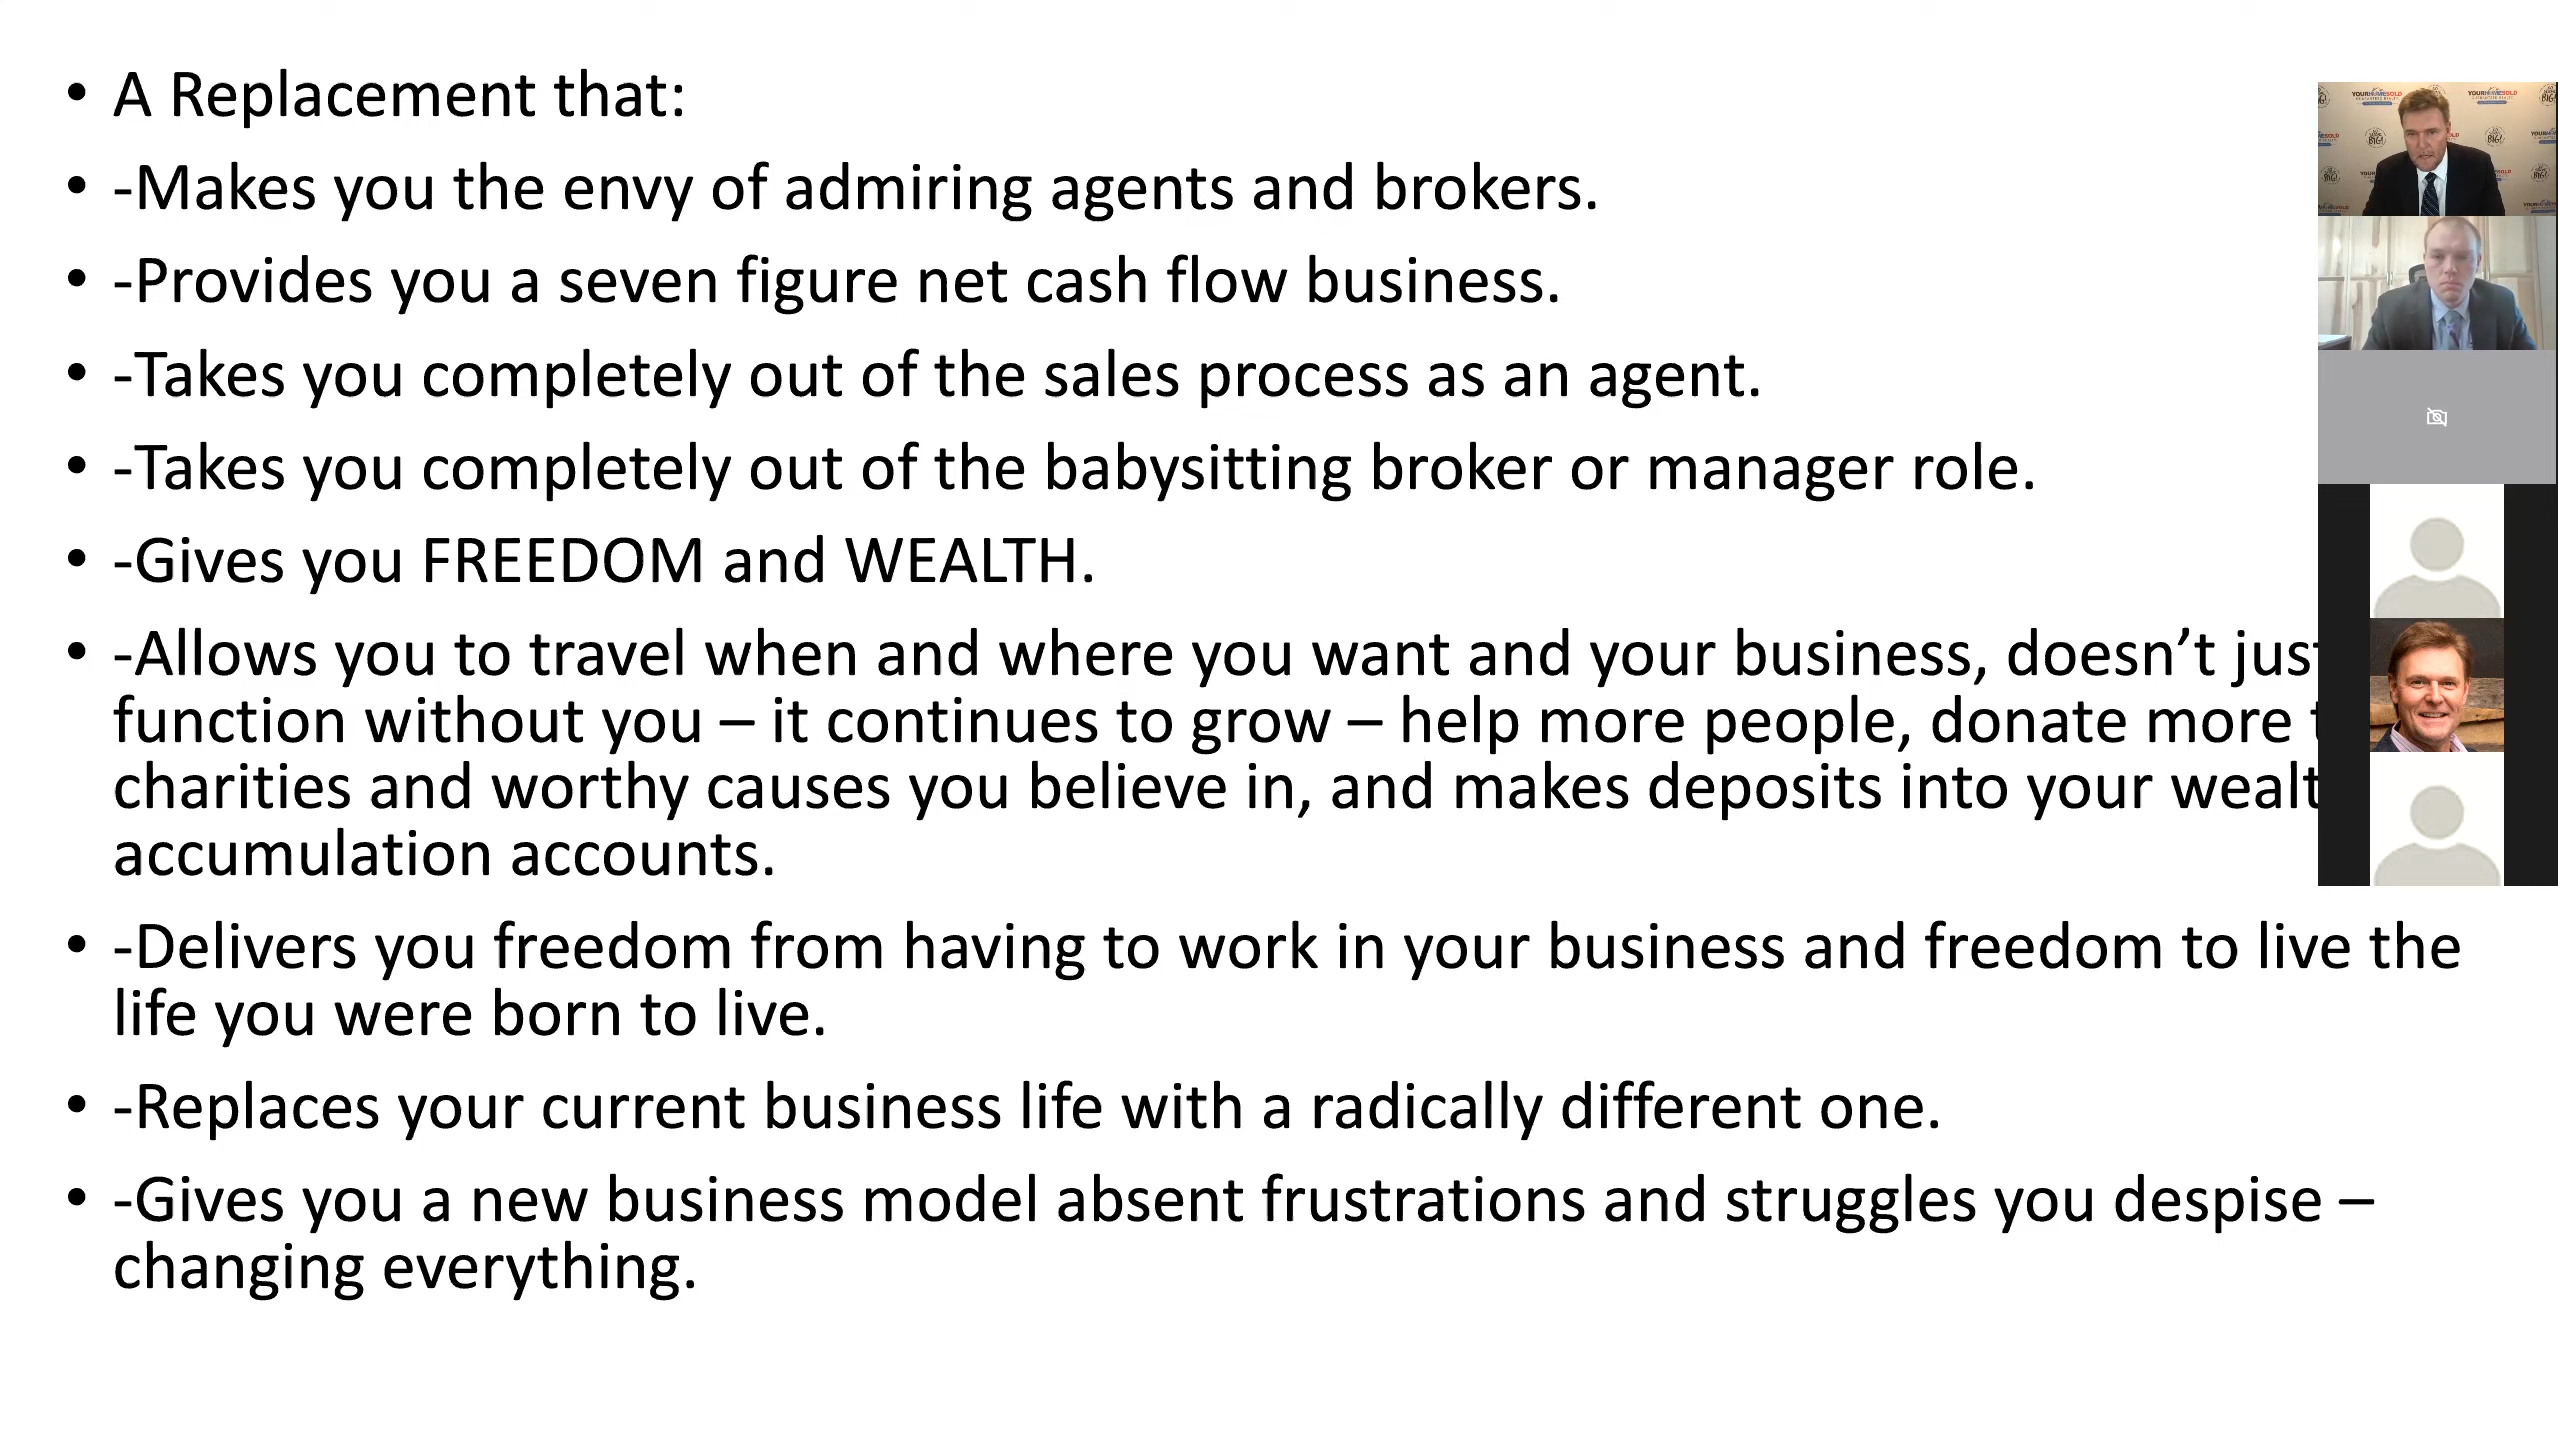 • A Replacement that:
• -Makes you the envy of admiring agents and brokers.
• -Provides you a seven figure net cash flow business.
• -Takes you completely out of the sales process as an agent.
• -Takes you completely out of the babysitting broker or manager role.
• -Gives you FREEDOM and WEALTH.
• -Allows you to travel when and where you want and your business, doesn’t
function without you – it continues to grow – help more people, donate more
charities and worthy causes you believe in, and makes deposits into your
accumulation accounts.
• -Delivers you freedom from having to work in your business and freedom to live the
life you were born to live.
• -Replaces your current business life with a radically different one.
• -Gives you a new business model absent frustrations and struggles you despise –
changing everything.
YOURHOMESOLD
GUARANTEED REALTY
BIG!